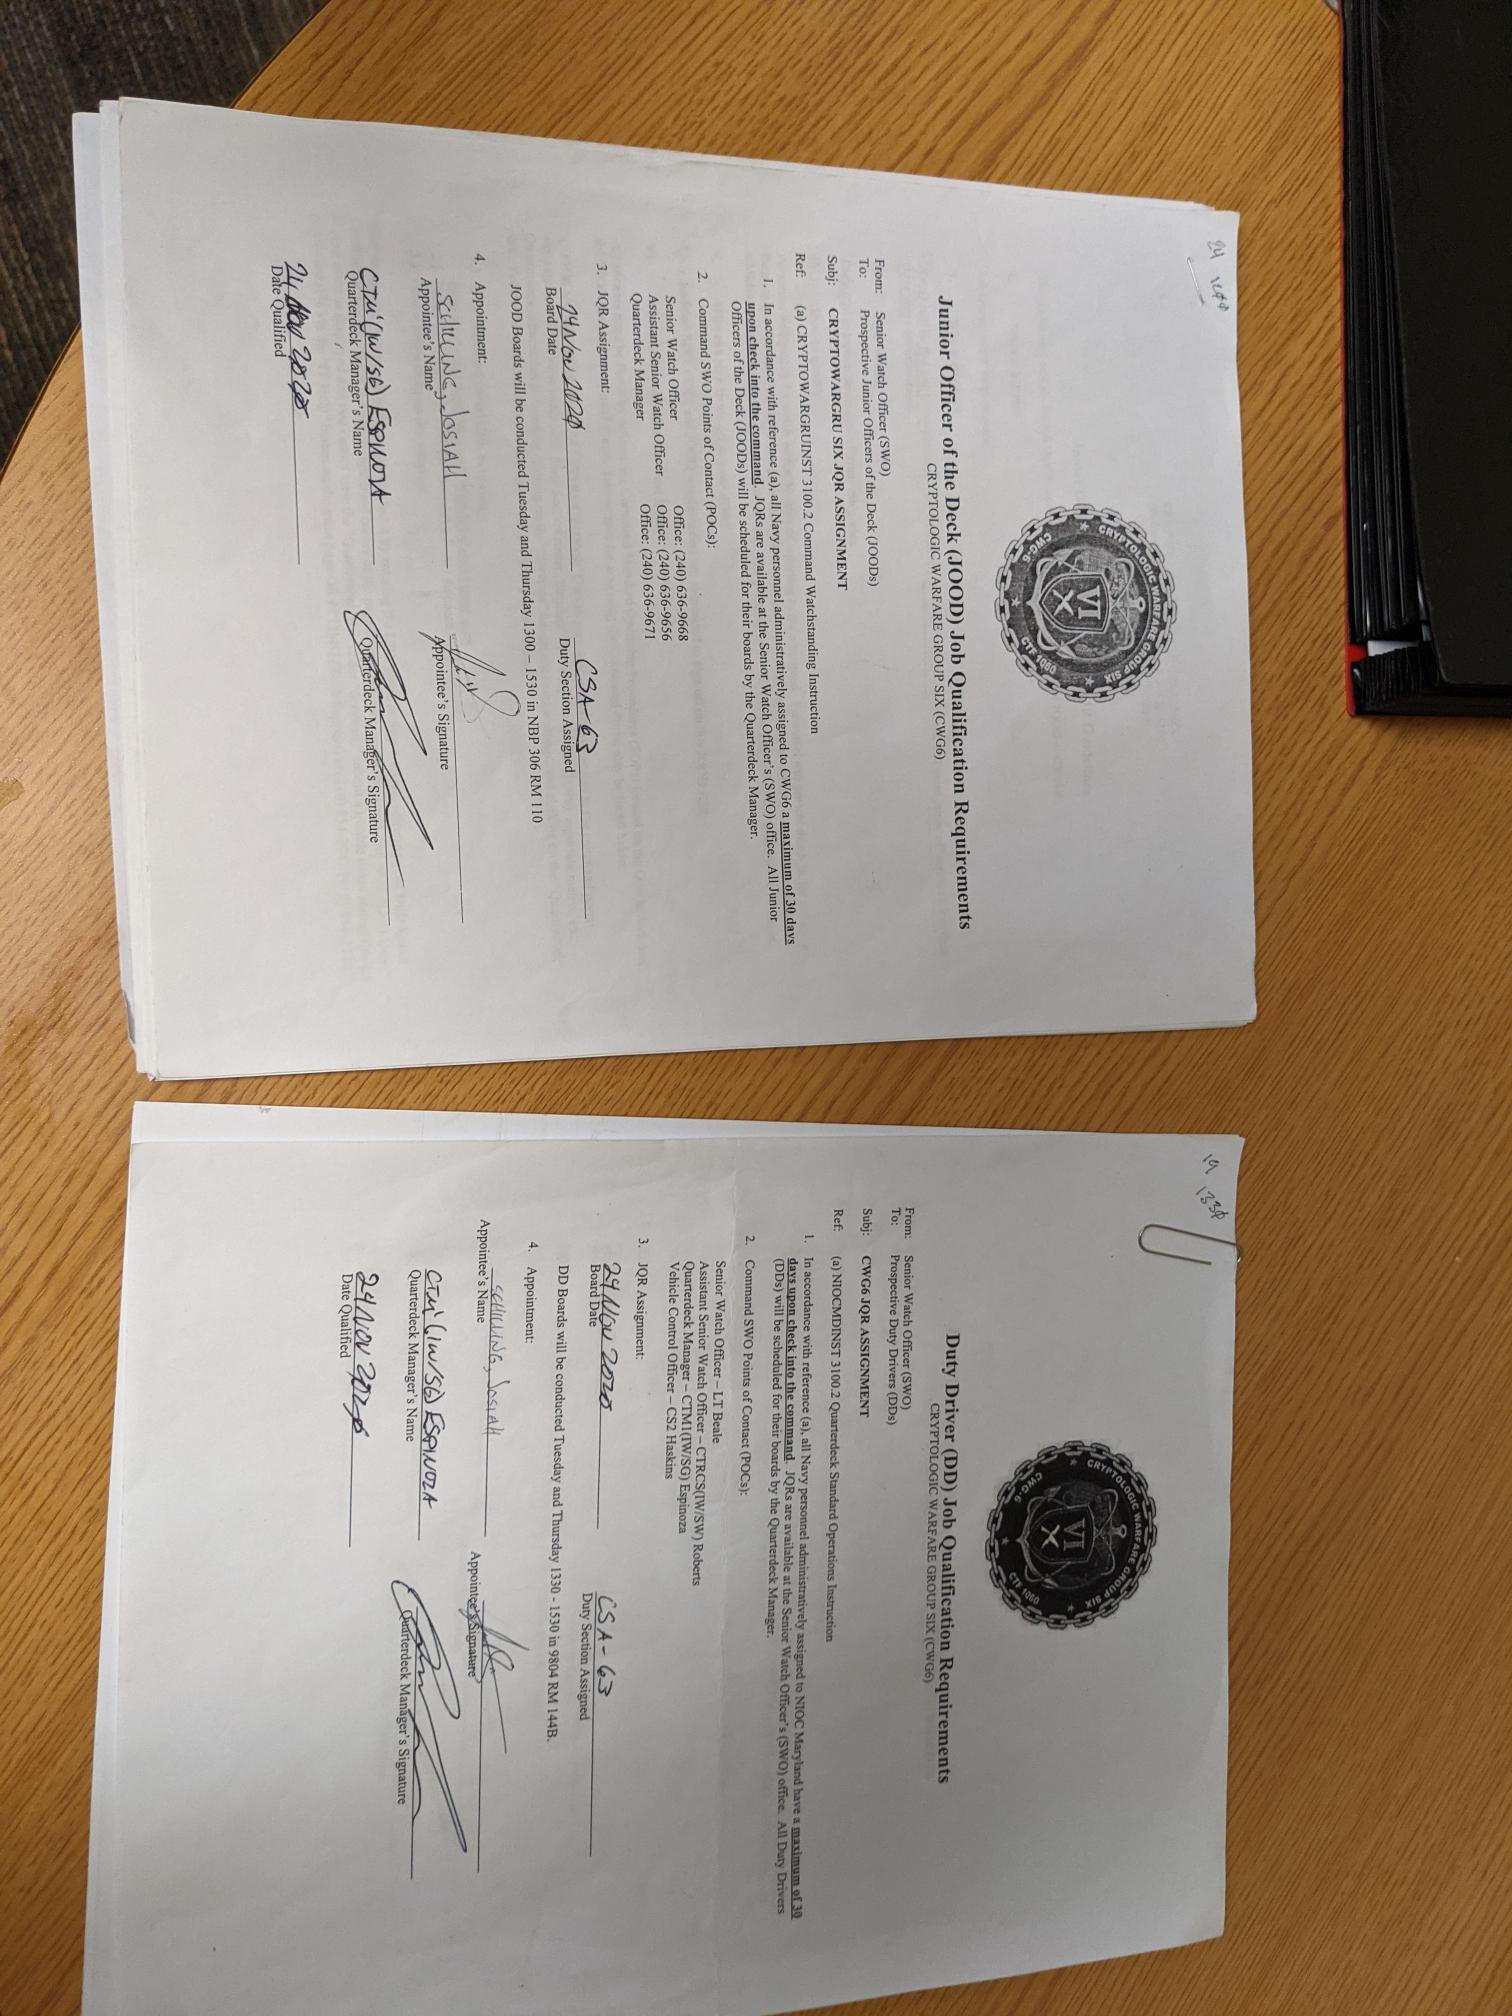 24 1200
CRYPTOLOGIC WARFARE GROUP SIX
VI
CWG-6
CTF 1060
Junior Officer of the Deck (JOOD) Job Qualification Requirements
CRYPTOLOGIC WARFARE GROUP SIX (CWG6)
From: Senior Watch Officer (SWO)
To: Prospective Junior Officers of the Deck (JOODs)
Subj: CRYPTOWARGRU SIX JQR ASSIGNMENT
Ref: (a) CRYPTOWARGRUINST 3100.2 Command Watchstanding Instruction
1. In accordance with reference (a), all Navy personnel administratively assigned to CWG6 a maximum of 30 days
upon check into the command. JQRs are available at the Senior Watch Officer's (SWO) office. All Junior
Officers of the Deck (JOODs) will be scheduled for their boards by the Quarterdeck Manager.
2. Command SWO Points of Contact (POCs):
Senior Watch Officer Office: (240) 636-9668
Assistant Senior Watch Officer Office: (240) 636-9656
Quarterdeck Manager Office: (240) 636-9671
3. JQR Assignment:
24 NOV 2020 CSA-63
Board Date Duty Section Assigned
JOOD Boards will be conducted Tuesday and Thursday 1300 – 1530 in NBP 306 RM 110
4. Appointment:
SCHILLING, JOSIAH
Appointee's Name Appointee's Signature
CTM1(IW/SG) ESPINOZA
Quarterdeck Manager's Name Quarterdeck Manager's Signature
24 NOV 2020
Date Qualified
19 1330
CRYPTOLOGIC WARFARE GROUP SIX
VI
CWG-6
CTF 1060
Duty Driver (DD) Job Qualification Requirements
CRYPTOLOGIC WARFARE GROUP SIX (CWG6)
From: Senior Watch Officer (SWO)
To: Prospective Duty Drivers (DDs)
Subj: CWG6 JQR ASSIGNMENT
Ref: (a) NIOCMDINST 3100.2 Quarterdeck Standard Operations Instruction
1. In accordance with reference (a), all Navy personnel administratively assigned to NIOC Maryland have a maximum of 30
days upon check into the command. JQRs are available at the Senior Watch Officer's (SWO) office. All Duty Drivers
(DDs) will be scheduled for their boards by the Quarterdeck Manager.
2. Command SWO Points of Contact (POCs):
Senior Watch Officer – LT Beale
Assistant Senior Watch Officer – CTRCS(IW/SW) Roberts
Quarterdeck Manager – CTM1(IW/SG) Espinoza
Vehicle Control Officer – CS2 Haskins
3. JQR Assignment:
24 NOV 2020 CSA-63
Board Date Duty Section Assigned
DD Boards will be conducted Tuesday and Thursday 1330 - 1530 in 9804 RM 144B.
4. Appointment:
SCHILLING, JOSIAH
Appointee's Name Appointee's Signature
CTM1(IW/SG) ESPINOZA
Quarterdeck Manager's Name Quarterdeck Manager's Signature
24 NOV 2020
Date Qualified